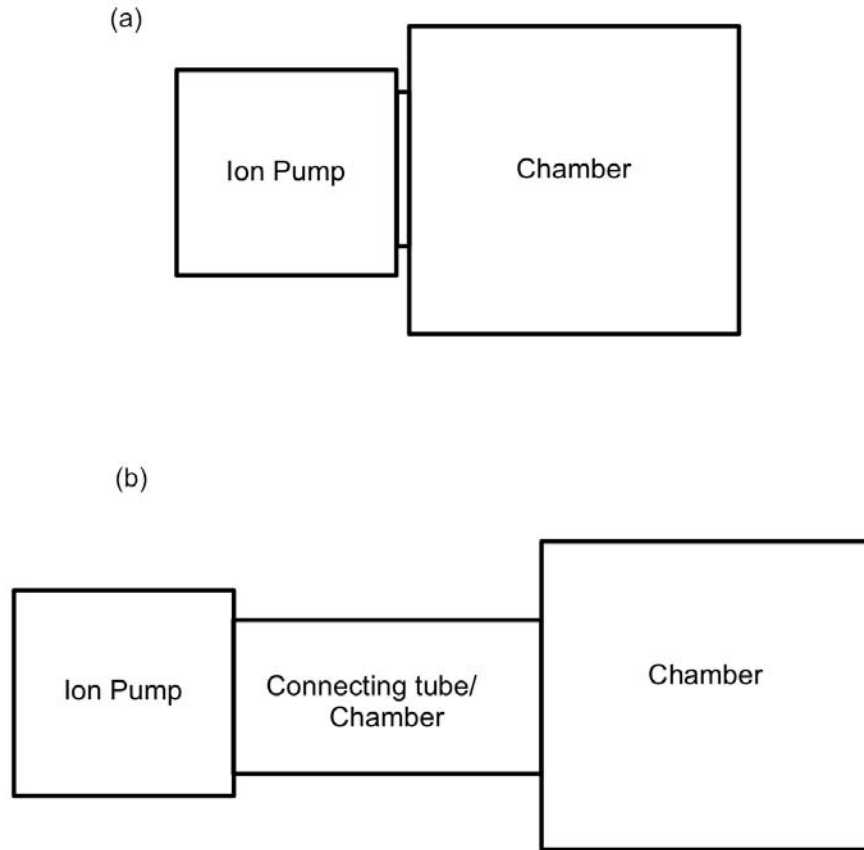 (a)
Ion Pump
Chamber
(b)
Ion Pump
Connecting tube/
Chamber
Chamber